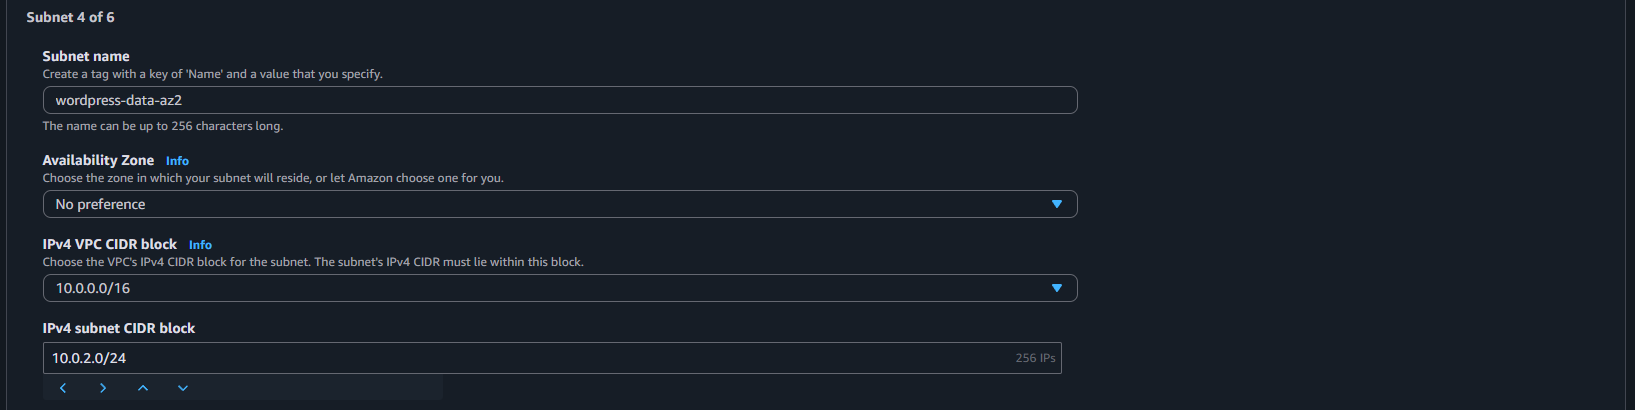 Subnet 4 of 6
Subnet name
Create a tag with a key of 'Name' and a value that you specify.
wordpress-data-az2
The name can be up to 256 characters long.
Availability Zone Info
Choose the zone in which your subnet will reside, or let Amazon choose one for you.
No preference
IPv4 VPC CIDR block Info
Choose the VPC's IPv4 CIDR block for the subnet. The subnet's IPv4 CIDR must lie within this block.
10.0.0.0/16
IPv4 subnet CIDR block
10.0.2.0/24 256 IPs